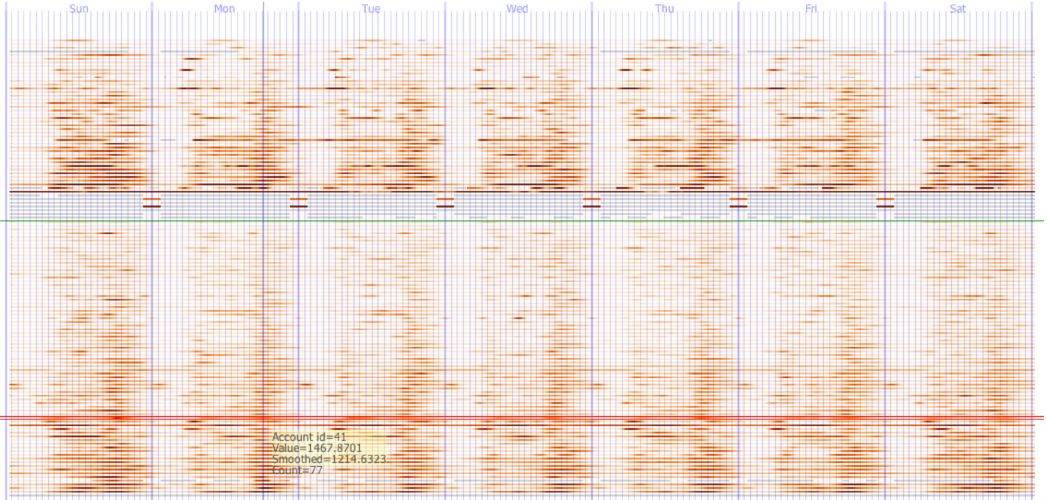 Sun Mon Tue Wed Thu Fri Sat
Account id=41
Value=1467.8701
Smoothed=1214.6323
Count=77